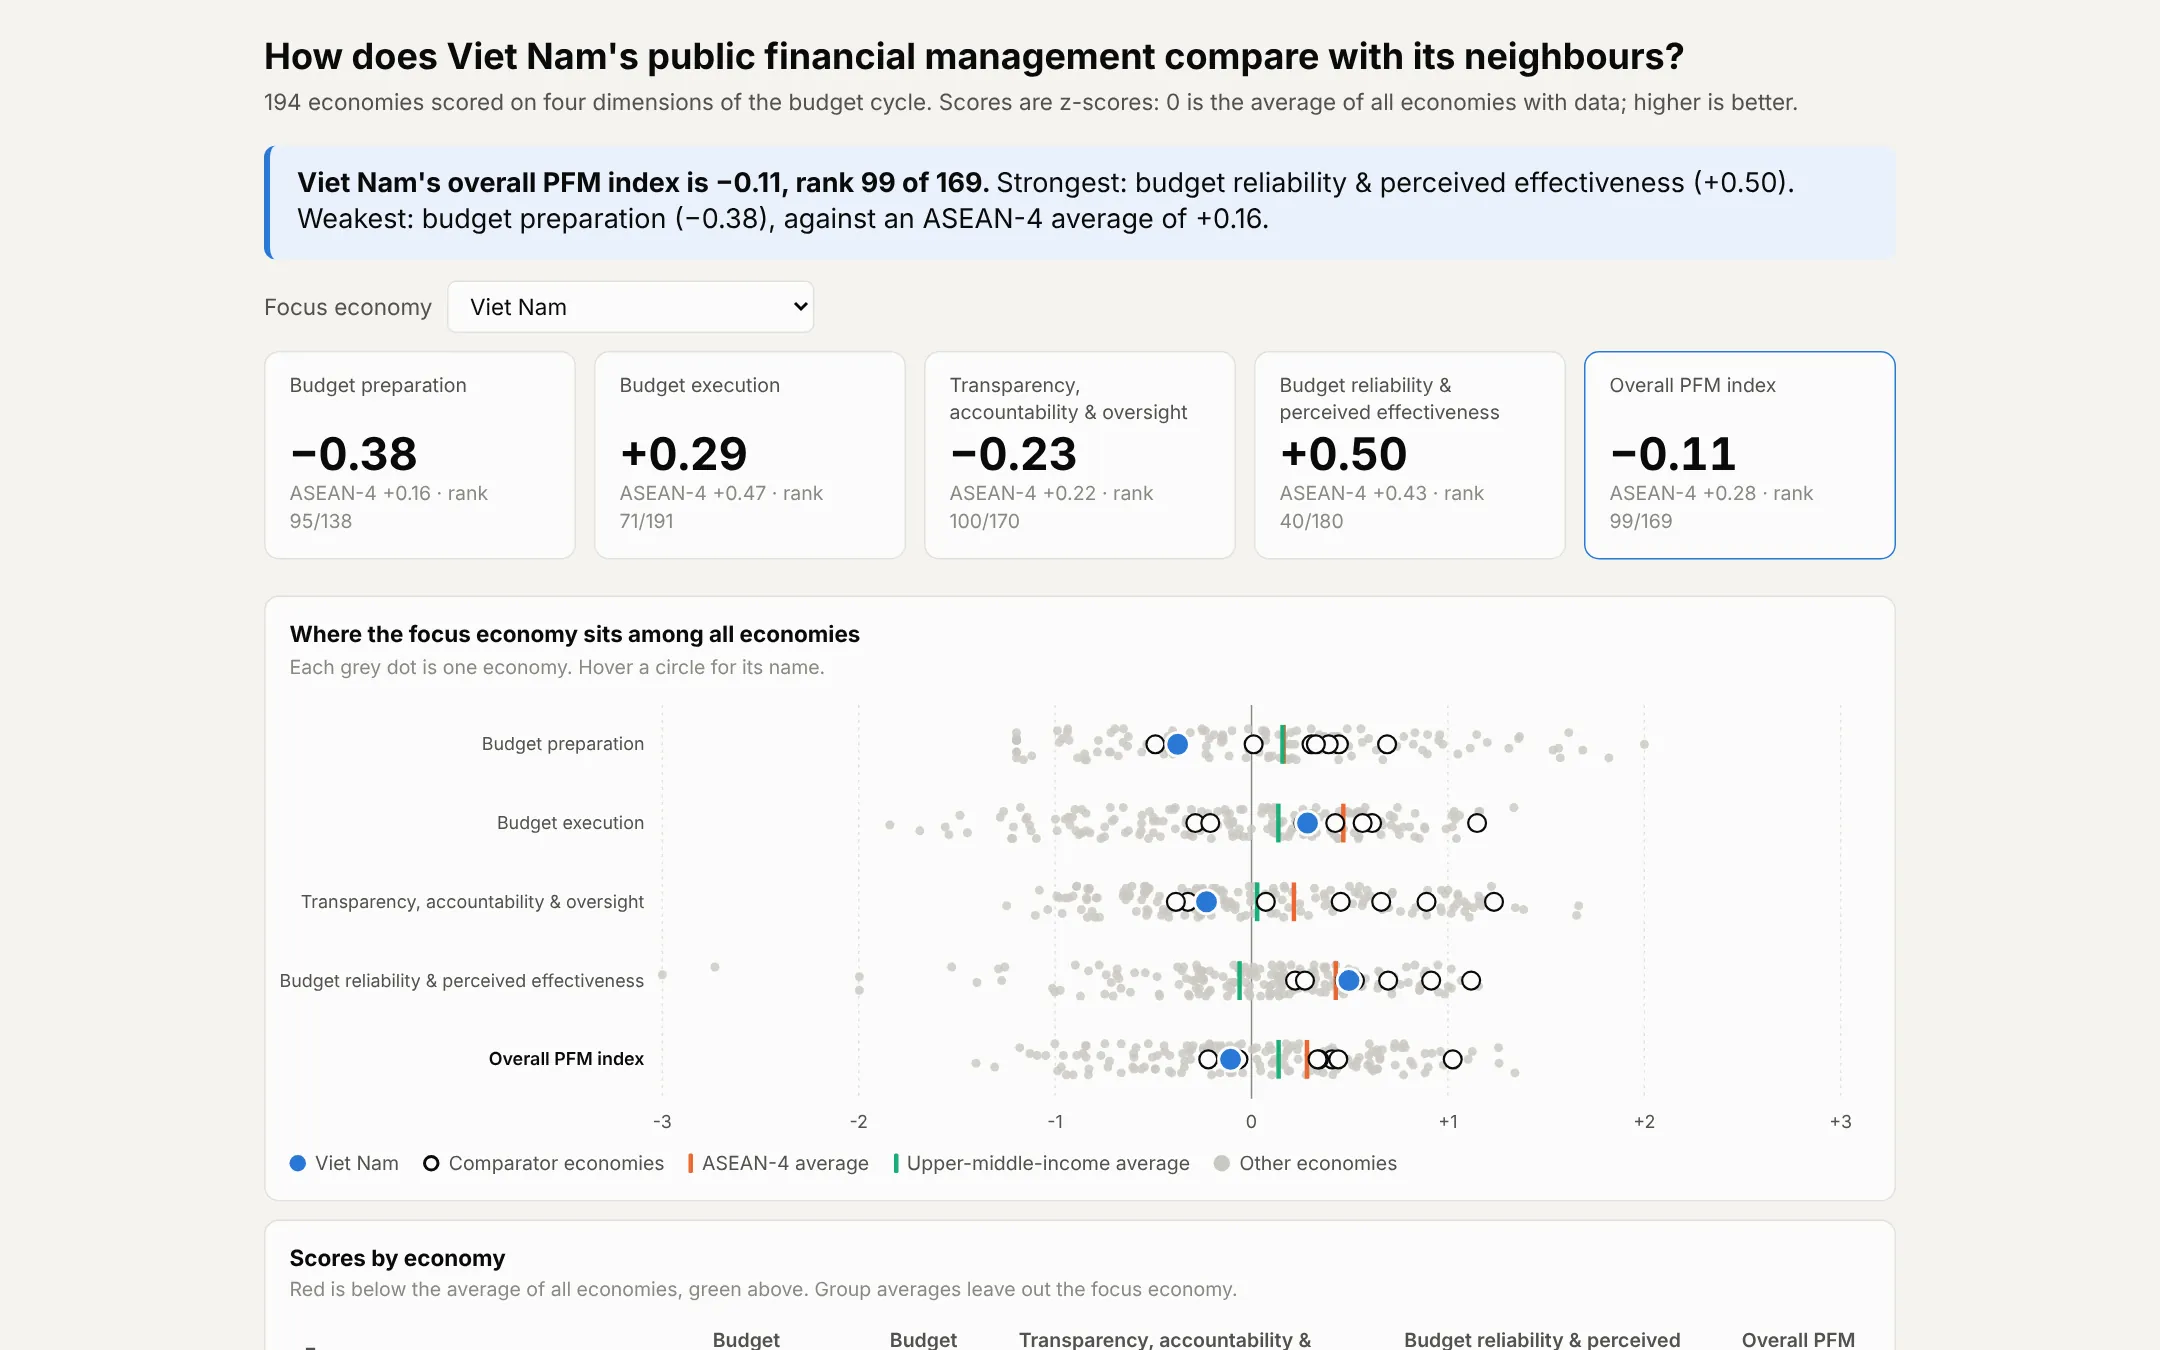 How does Viet Nam's public financial management compare with its neighbours?
194 economies scored on four dimensions of the budget cycle. Scores are z-scores: 0 is the average of all economies with data; higher is better.
Viet Nam's overall PFM index is −0.11, rank 99 of 169. Strongest: budget reliability & perceived effectiveness (+0.50).
Weakest: budget preparation (−0.38), against an ASEAN-4 average of +0.16.
Focus economy
Viet Nam
Budget preparation
−0.38
ASEAN-4 +0.16 · rank
95/138
Budget execution
+0.29
ASEAN-4 +0.47 · rank
71/191
Transparency,
accountability & oversight
−0.23
ASEAN-4 +0.22 · rank
100/170
Budget reliability &
perceived effectiveness
+0.50
ASEAN-4 +0.43 · rank
40/180
Overall PFM index
−0.11
ASEAN-4 +0.28 · rank
99/169
Where the focus economy sits among all economies
Each grey dot is one economy. Hover a circle for its name.
Budget preparation
Budget execution
Transparency, accountability & oversight
Budget reliability & perceived effectiveness
Overall PFM index
-3 -2 -1 0 +1 +2 +3
Viet Nam Comparator economies ASEAN-4 average Upper-middle-income average Other economies
Scores by economy
Red is below the average of all economies, green above. Group averages leave out the focus economy.
Budget Budget Transparency, accountability & Budget reliability & perceived Overall PFM